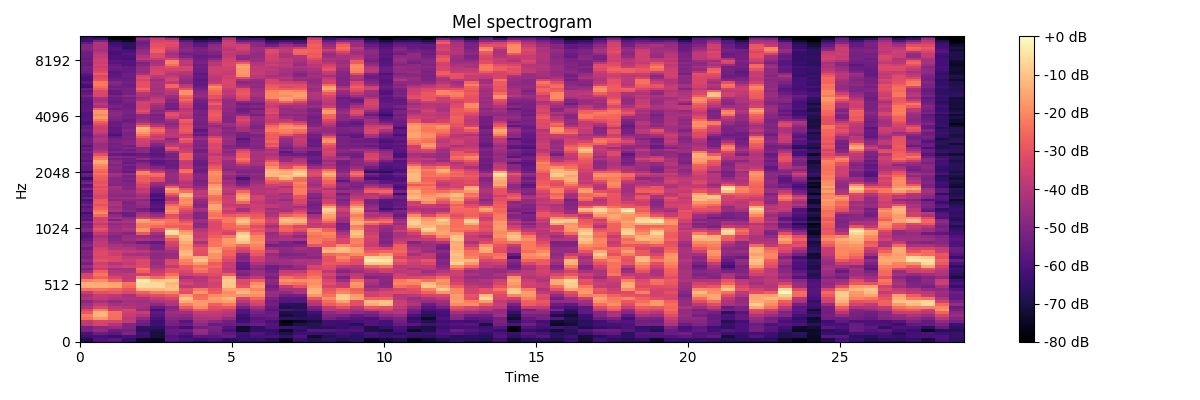 Mel spectrogram
Hz
8192
4096
2048
1024
512
0
0 5 10 15 20 25
Time
+0 dB
-10 dB
-20 dB
-30 dB
-40 dB
-50 dB
-60 dB
-70 dB
-80 dB